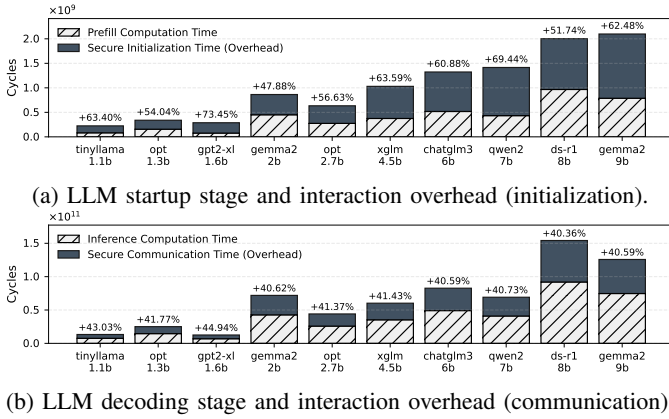 ×10⁹
Prefill Computation Time
Secure Initialization Time (Overhead)
Cycles
2.0
1.5
1.0
0.5
0.0
+63.40% +54.04% +73.45% +47.88% +56.63% +63.59% +60.88% +69.44% +51.74% +62.48%
tinyllama opt gpt2-xl gemma2 opt xglm chatglm3 qwen2 ds-r1 gemma2
1.1b 1.3b 1.6b 2b 2.7b 4.5b 6b 7b 8b 9b
(a) LLM startup stage and interaction overhead (initialization).
×10¹¹
Inference Computation Time
Secure Communication Time (Overhead)
Cycles
1.5
1.0
0.5
0.0
+43.03% +41.77% +44.94% +40.62% +41.37% +41.43% +40.59% +40.73% +40.36% +40.59%
tinyllama opt gpt2-xl gemma2 opt xglm chatglm3 qwen2 ds-r1 gemma2
1.1b 1.3b 1.6b 2b 2.7b 4.5b 6b 7b 8b 9b
(b) LLM decoding stage and interaction overhead (communication)